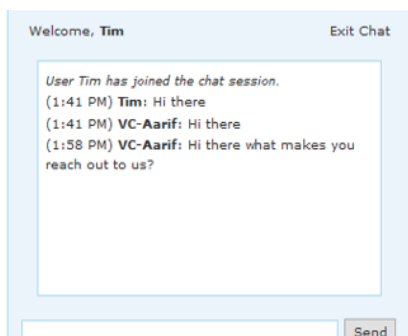 Welcome, Tim Exit Chat
User Tim has joined the chat session.
(1:41 PM) Tim: Hi there
(1:41 PM) VC-Aarif: Hi there
(1:58 PM) VC-Aarif: Hi there what makes you
reach out to us?
Send